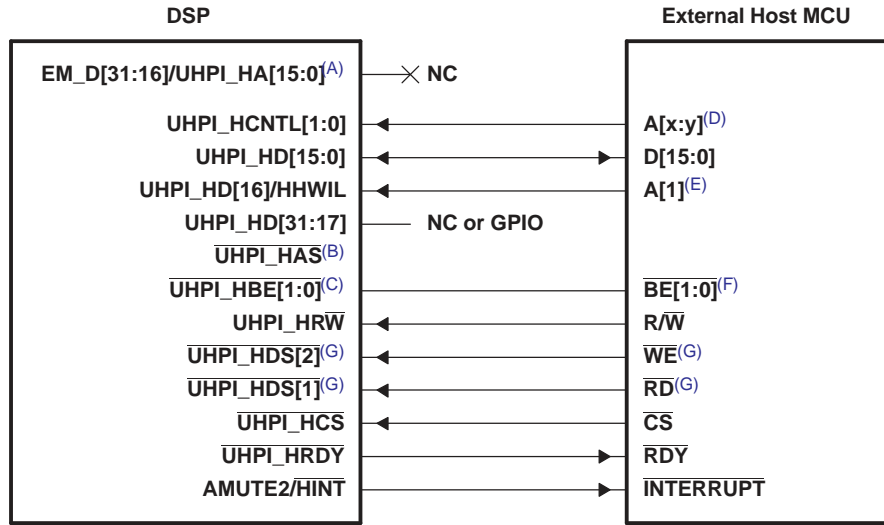 DSP External Host MCU
EM_D[31:16]/UHPI_HA[15:0](A) NC
UHPI_HCNTL[1:0] A[x:y](D)
UHPI_HD[15:0] D[15:0]
UHPI_HD[16]/HHWIL A[1](E)
UHPI_HD[31:17] NC or GPIO
UHPI_HAS(B)
UHPI_HBE[1:0](C) BE[1:0](F)
UHPI_HRW R/W
UHPI_HDS[2](G) WE(G)
UHPI_HDS[1](G) RD(G)
UHPI_HCS CS
UHPI_HRDY RDY
AMUTE2/HINT INTERRUPT